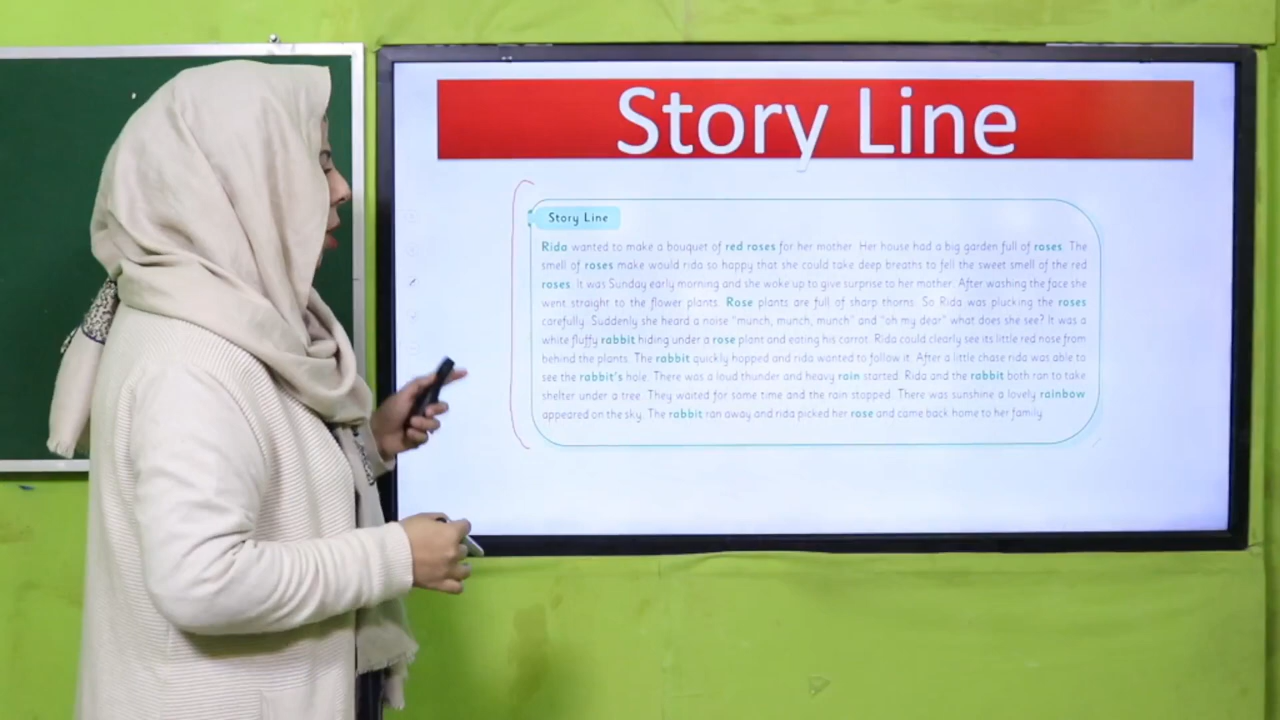 Story Line
Story Line
Rida wanted to make a bouquet of red roses for her mother. Her house had a big garden full of roses. The
smell of roses make would rida so happy that she could take deep breaths to fell the sweet smell of the red
roses. It was Sunday early morning and she woke up to give surprise to her mother. After washing the face she
went straight to the flower plants. Rose plants are full of sharp thorns. So Rida was plucking the roses
carefully. Suddenly she heard a noise "munch, munch, munch" and "oh my dear" what does she see? It was a
white fluffy rabbit hiding under a rose plant and eating his carrot. Rida could clearly see its little red nose from
behind the plants. The rabbit quickly hopped and rida wanted to follow it. After a little chase rida was able to
see the rabbit's hole. There was a loud thunder and heavy rain started. Rida and the rabbit both ran to take
shelter under a tree. They waited for some time and the rain stopped. There was sunshine a lovely rainbow
appeared on the sky. The rabbit ran away and rida picked her rose and came back home to her family.